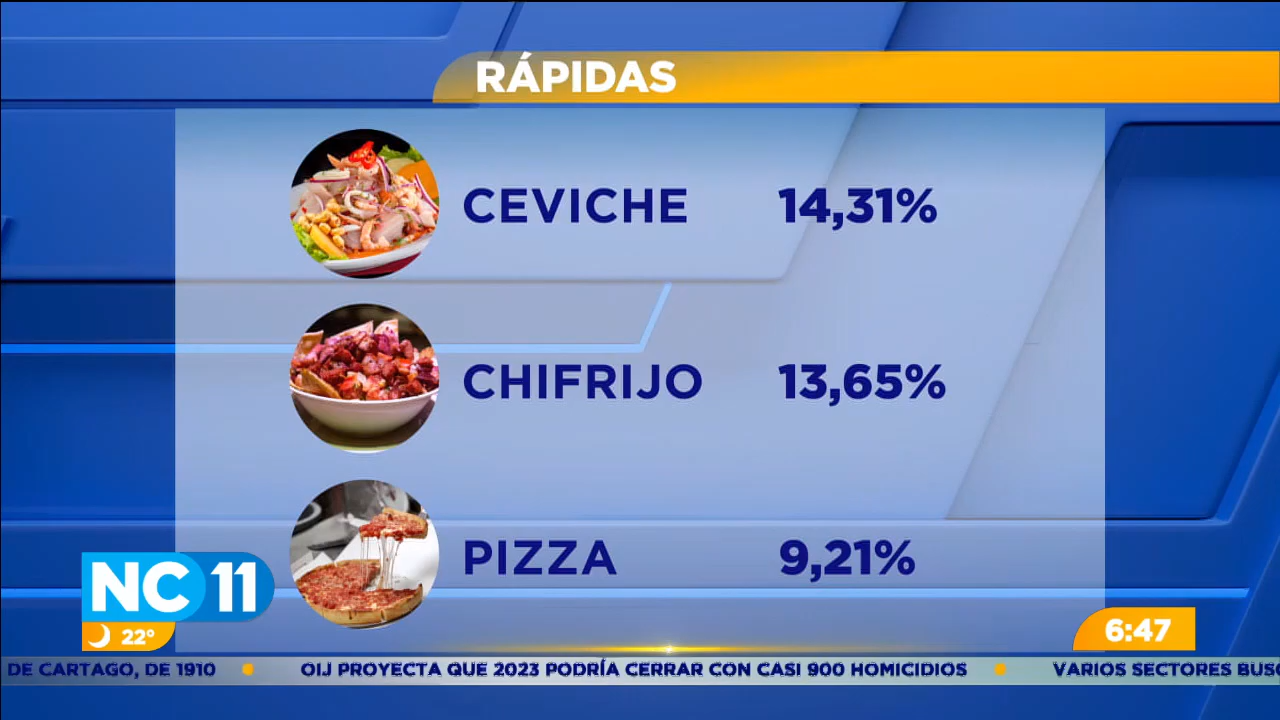 RÁPIDAS
CEVICHE 14,31%
CHIFRIJO 13,65%
PIZZA 9,21%
NC 11
22°
6:47
DE CARTAGO, DE 1910 OIJ PROYECTA QUE 2023 PODRÍA CERRAR CON CASI 900 HOMICIDIOS VARIOS SECTORES